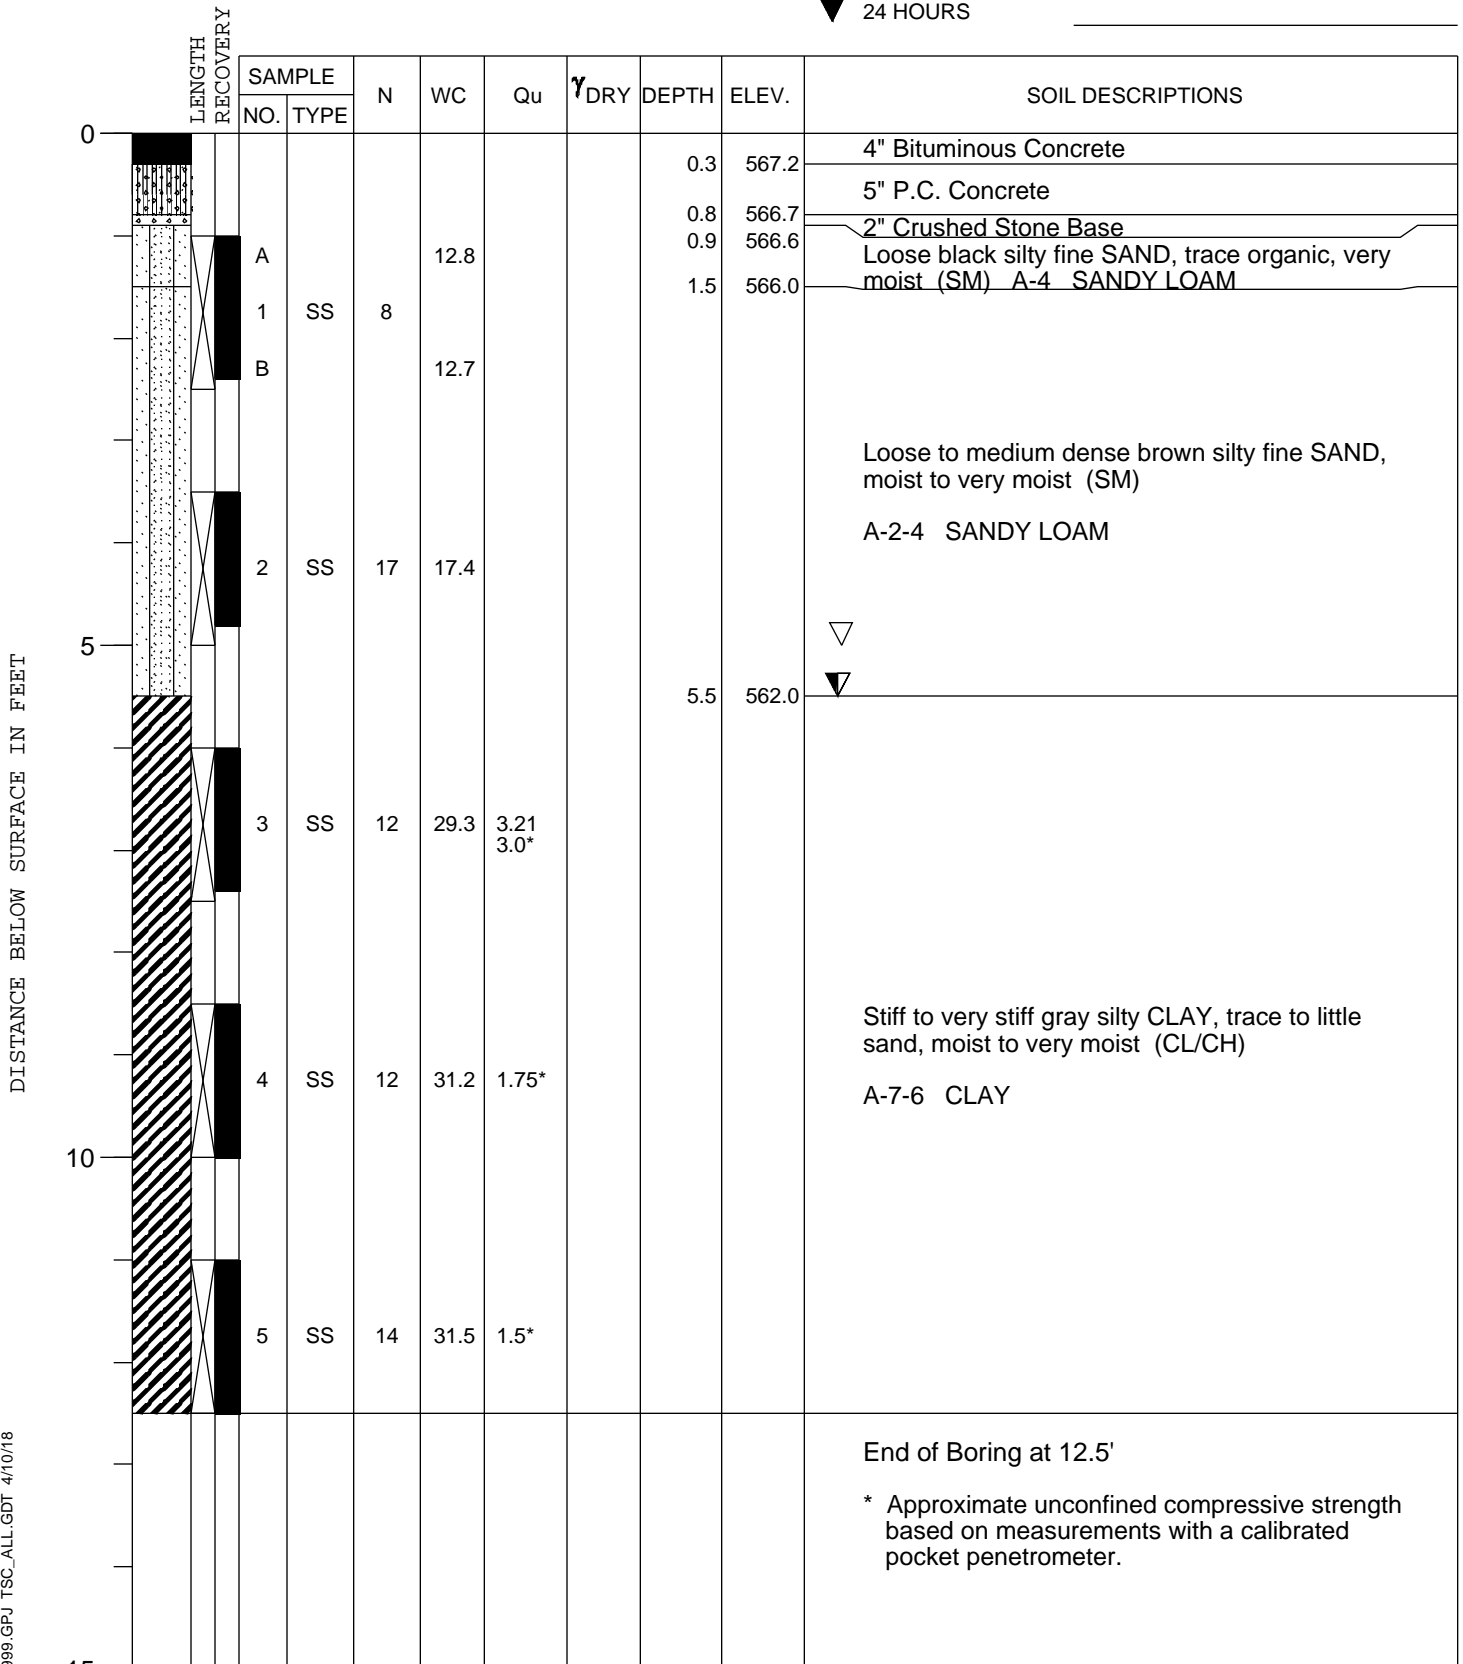 24 HOURS
LENGTH
RECOVERY
SAMPLE
NO. TYPE N WC Qu γDRY DEPTH ELEV. SOIL DESCRIPTIONS
0
4" Bituminous Concrete
0.3 567.2
5" P.C. Concrete
0.8 566.7
2" Crushed Stone Base
0.9 566.6
A 12.8 Loose black silty fine SAND, trace organic, very
1.5 566.0 moist (SM) A-4 SANDY LOAM
1 SS 8
B 12.7
Loose to medium dense brown silty fine SAND,
moist to very moist (SM)
A-2-4 SANDY LOAM
2 SS 17 17.4
5
5.5 562.0
DISTANCE BELOW SURFACE IN FEET
3 SS 12 29.3 3.21
3.0*
Stiff to very stiff gray silty CLAY, trace to little
sand, moist to very moist (CL/CH)
4 SS 12 31.2 1.75*
A-7-6 CLAY
10
5 SS 14 31.5 1.5*
End of Boring at 12.5'
* Approximate unconfined compressive strength
based on measurements with a calibrated
pocket penetrometer.
999.GPJ TSC_ALL.GDT 4/10/18